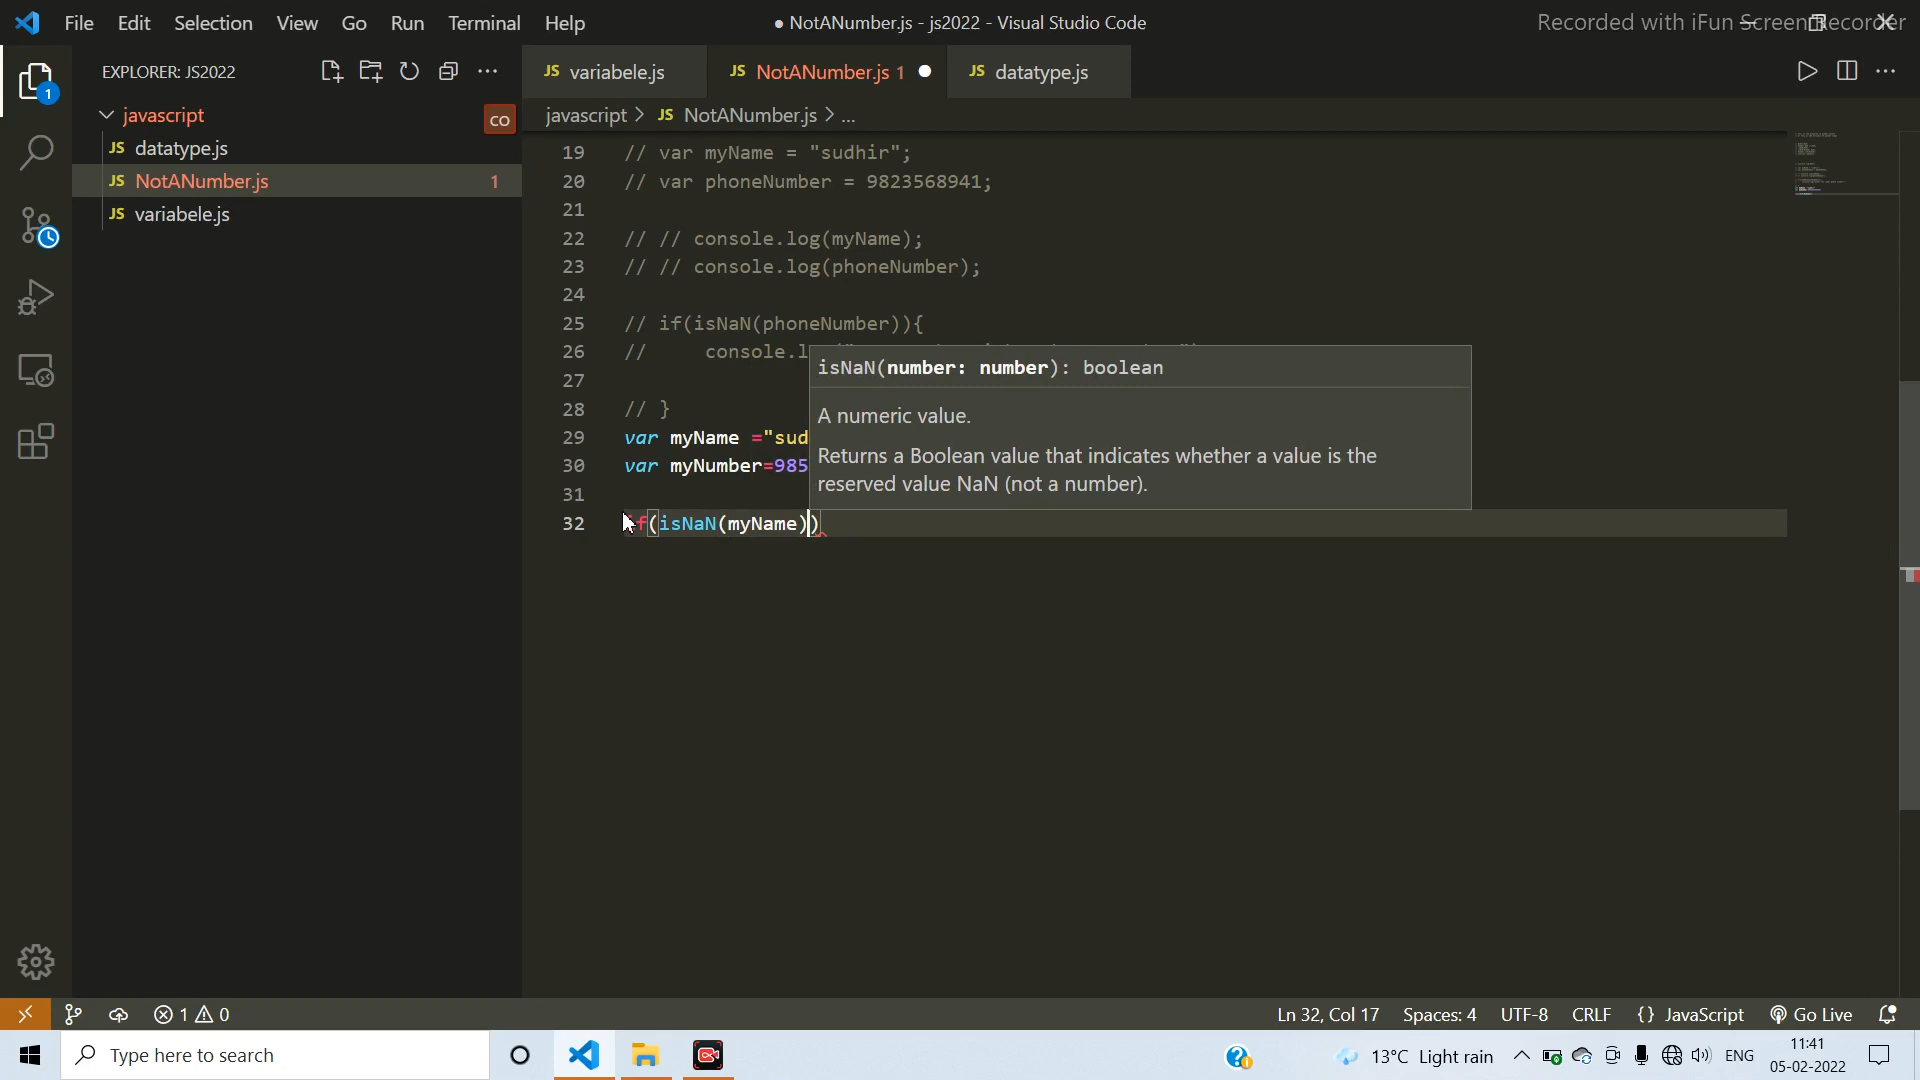 File Edit Selection View Go Run Terminal Help
● NotANumber.js - js2022 - Visual Studio Code
Recorded with iFun Screen Recorder
EXPLORER: JS2022
JS variabele.js
JS NotANumber.js 1
JS datatype.js
javascript
co
JS datatype.js
JS NotANumber.js 1
JS variabele.js
1
javascript > JS NotANumber.js > ...
19 // var myName = "sudhir";
20 // var phoneNumber = 9823568941;
21
22 // // console.log(myName);
23 // // console.log(phoneNumber);
24
25 // if(isNaN(phoneNumber)){
26 // console.l
27
28 // }
29 var myName ="sud
30 var myNumber=985
31
32 if(isNaN(myName))
isNaN(number: number): boolean
A numeric value.
Returns a Boolean value that indicates whether a value is the
reserved value NaN (not a number).
1 0
Ln 32, Col 17 Spaces: 4 UTF-8 CRLF {} JavaScript Go Live
Type here to search
13°C Light rain
ENG
11:41
05-02-2022